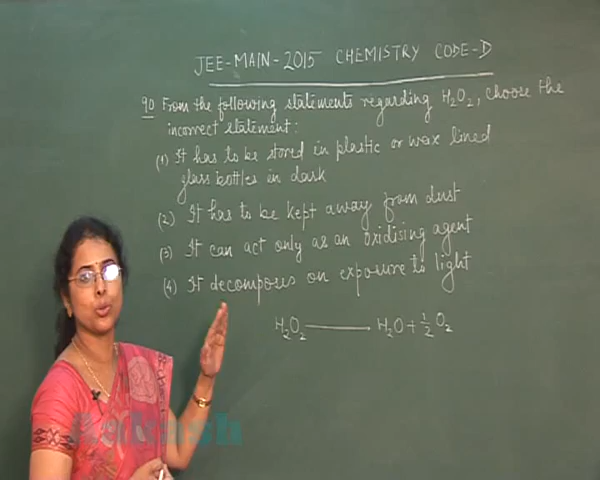 JEE-MAIN-2015 CHEMISTRY CODE-D
90 From the following statements regarding H₂O₂, choose the
incorrect statement:
(1) It has to be stored in plastic or wax lined
glass bottles in dark
(2) It has to be kept away from dust
(3) It can act only as an oxidising agent
(4) It decomposes on exposure to light
H₂O₂ ⟶ H₂O + ½ O₂
Aakash